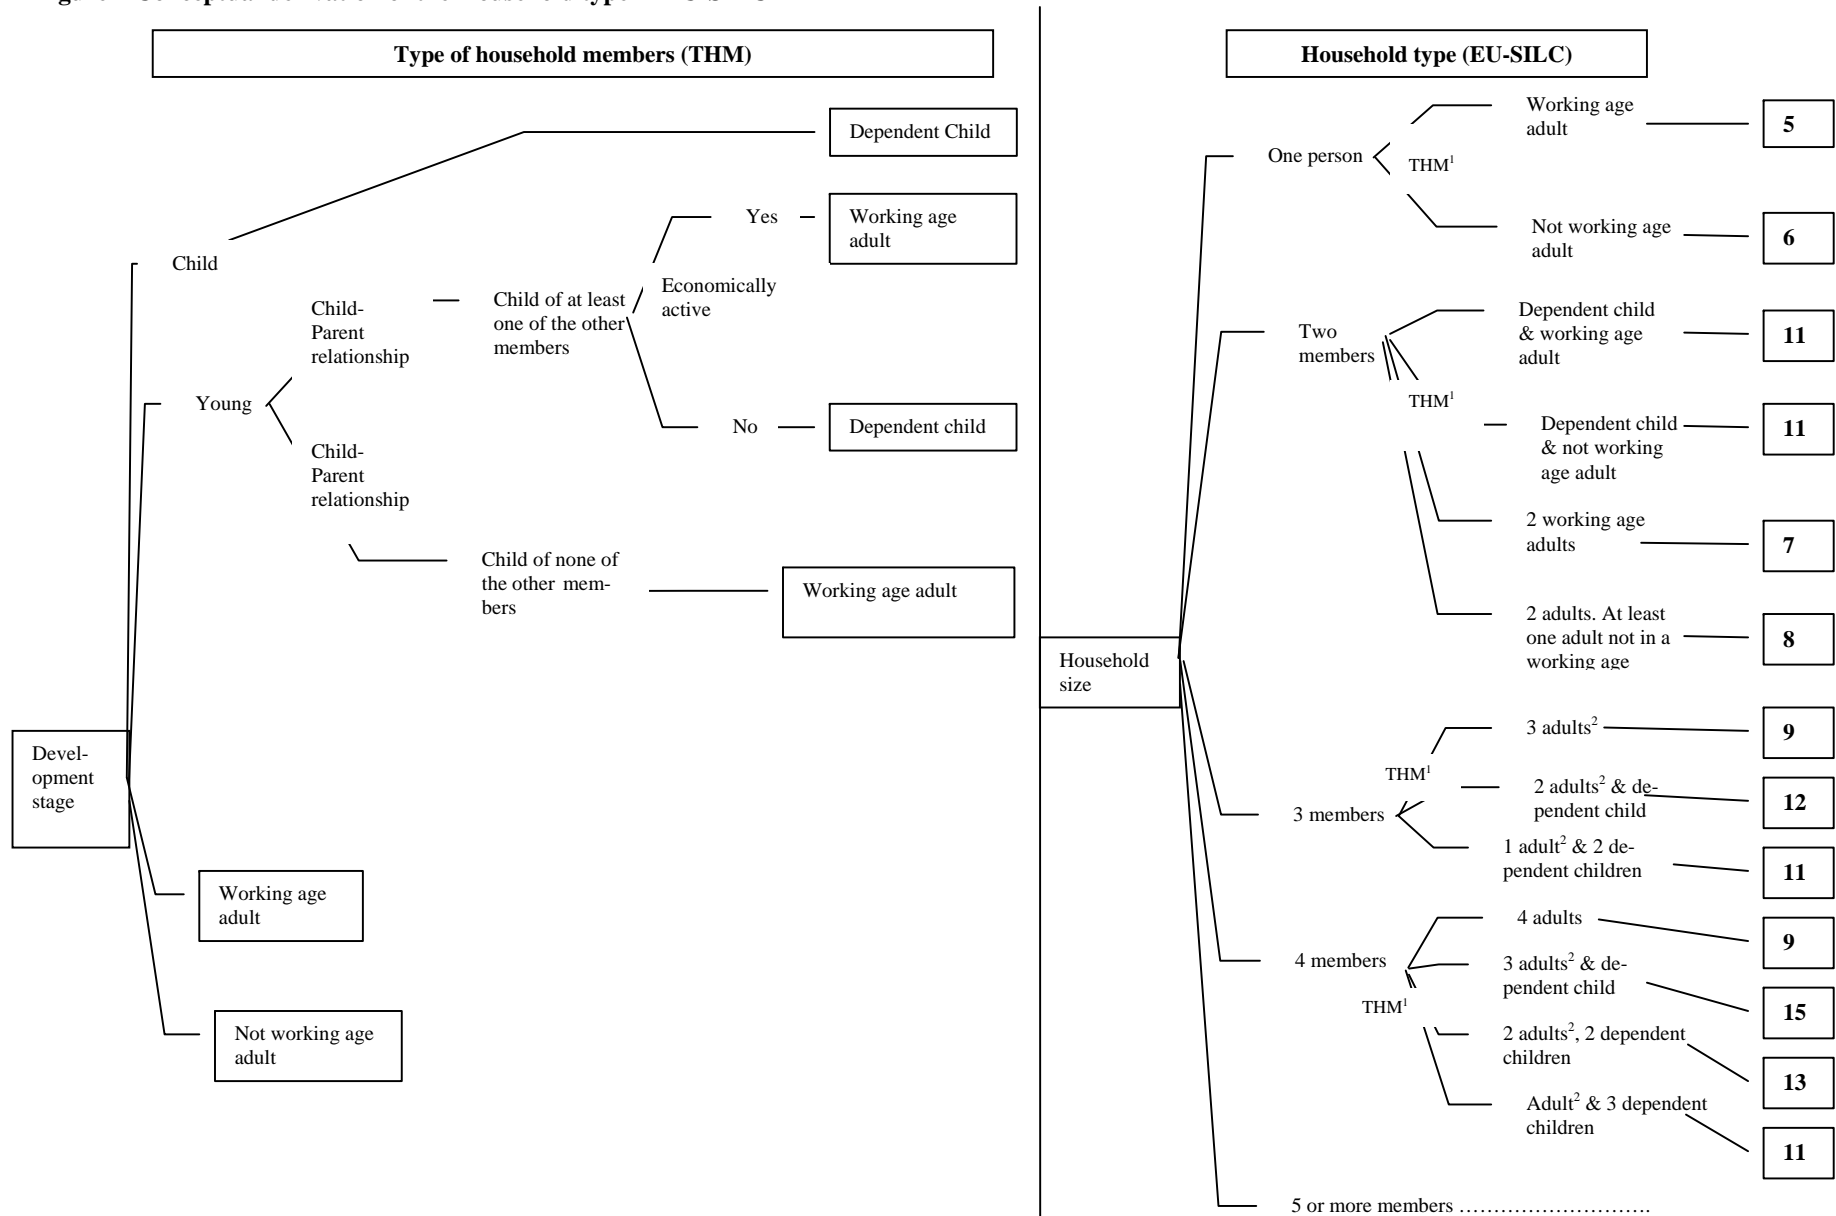 Type of household members (THM)
Household type (EU-SILC)
Dependent Child
Yes
Working age
adult
Child
Economically
active
Child-
Parent
relationship
Child of at least
one of the other
members
Young
No
Dependent child
Child-
Parent
relationship
Child of none of
the other mem-
bers
Working age adult
Devel-
opment
stage
Working age
adult
Not working age
adult
Household
size
One person
THM¹
Working age
adult
5
Not working age
adult
6
Two
members
THM¹
Dependent child
& working age
adult
11
Dependent child
& not working
age adult
11
2 working age
adults
7
2 adults. At least
one adult not in a
working age
8
3 members
THM¹
3 adults²
9
2 adults² & de-
pendent child
12
1 adult² & 2 de-
pendent children
11
4 members
THM¹
4 adults
9
3 adults² & de-
pendent child
15
2 adults², 2 dependent
children
13
Adult² & 3 dependent
children
11
5 or more members ………………………